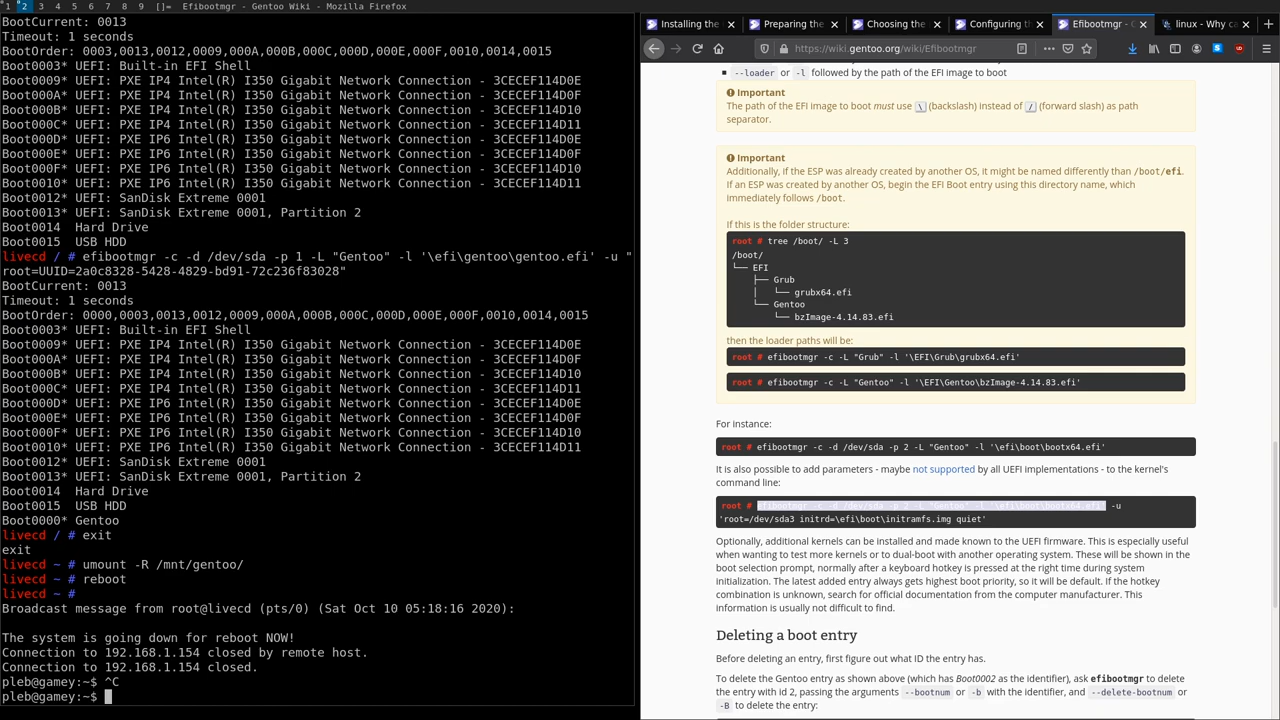 1 2 3 4 5 6 7 8 9 []= Efibootmgr - Gentoo Wiki - Mozilla Firefox
BootCurrent: 0013
Timeout: 1 seconds
BootOrder: 0003,0013,0012,0009,000A,000B,000C,000D,000E,000F,0010,0014,0015
Boot0003* UEFI: Built-in EFI Shell
Boot0009* UEFI: PXE IP4 Intel(R) I350 Gigabit Network Connection - 3CECEF114D0E
Boot000A* UEFI: PXE IP4 Intel(R) I350 Gigabit Network Connection - 3CECEF114D0F
Boot000B* UEFI: PXE IP4 Intel(R) I350 Gigabit Network Connection - 3CECEF114D10
Boot000C* UEFI: PXE IP4 Intel(R) I350 Gigabit Network Connection - 3CECEF114D11
Boot000D* UEFI: PXE IP6 Intel(R) I350 Gigabit Network Connection - 3CECEF114D0E
Boot000E* UEFI: PXE IP6 Intel(R) I350 Gigabit Network Connection - 3CECEF114D0F
Boot000F* UEFI: PXE IP6 Intel(R) I350 Gigabit Network Connection - 3CECEF114D10
Boot0010* UEFI: PXE IP6 Intel(R) I350 Gigabit Network Connection - 3CECEF114D11
Boot0012* UEFI: SanDisk Extreme 0001
Boot0013* UEFI: SanDisk Extreme 0001, Partition 2
Boot0014  Hard Drive
Boot0015  USB HDD
livecd / # efibootmgr -c -d /dev/sda -p 1 -L "Gentoo" -l '\efi\gentoo\gentoo.efi' -u "
root=UUID=2a0c8328-5428-4829-bd91-72c236f83028"
BootCurrent: 0013
Timeout: 1 seconds
BootOrder: 0000,0003,0013,0012,0009,000A,000B,000C,000D,000E,000F,0010,0014,0015
Boot0003* UEFI: Built-in EFI Shell
Boot0009* UEFI: PXE IP4 Intel(R) I350 Gigabit Network Connection - 3CECEF114D0E
Boot000A* UEFI: PXE IP4 Intel(R) I350 Gigabit Network Connection - 3CECEF114D0F
Boot000B* UEFI: PXE IP4 Intel(R) I350 Gigabit Network Connection - 3CECEF114D10
Boot000C* UEFI: PXE IP4 Intel(R) I350 Gigabit Network Connection - 3CECEF114D11
Boot000D* UEFI: PXE IP6 Intel(R) I350 Gigabit Network Connection - 3CECEF114D0E
Boot000E* UEFI: PXE IP6 Intel(R) I350 Gigabit Network Connection - 3CECEF114D0F
Boot000F* UEFI: PXE IP6 Intel(R) I350 Gigabit Network Connection - 3CECEF114D10
Boot0010* UEFI: PXE IP6 Intel(R) I350 Gigabit Network Connection - 3CECEF114D11
Boot0012* UEFI: SanDisk Extreme 0001
Boot0013* UEFI: SanDisk Extreme 0001, Partition 2
Boot0014  Hard Drive
Boot0015  USB HDD
Boot0000* Gentoo
livecd / # exit
exit
livecd ~ # umount -R /mnt/gentoo/
livecd ~ # reboot
livecd ~ #
Broadcast message from root@livecd (pts/0) (Sat Oct 10 05:18:16 2020):
The system is going down for reboot NOW!
Connection to 192.168.1.154 closed by remote host.
Connection to 192.168.1.154 closed.
pleb@gamey:~$ ^C
pleb@gamey:~$
Installing the Preparing the Choosing the Configuring the Efibootmgr - G linux - Why ca
https://wiki.gentoo.org/wiki/Efibootmgr
--loader or -l followed by the path of the EFI image to boot
Important
The path of the EFI image to boot must use \ (backslash) instead of / (forward slash) as path
separator.
Important
Additionally, if the ESP was already created by another OS, it might be named differently than /boot/efi.
If an ESP was created by another OS, begin the EFI Boot entry using this directory name, which
immediately follows /boot.
If this is the folder structure:
root # tree /boot/ -L 3
/boot/
└── EFI
├── Grub
│   └── grubx64.efi
└── Gentoo
└── bzImage-4.14.83.efi
then the loader paths will be:
root # efibootmgr -c -L "Grub" -l '\EFI\Grub\grubx64.efi'
root # efibootmgr -c -L "Gentoo" -l '\EFI\Gentoo\bzImage-4.14.83.efi'
For instance:
root # efibootmgr -c -d /dev/sda -p 2 -L "Gentoo" -l '\efi\boot\bootx64.efi'
It is also possible to add parameters - maybe not supported by all UEFI implementations - to the kernel's
command line:
root # efibootmgr -c -d /dev/sda -p 2 -L "Gentoo" -l '\efi\boot\bootx64.efi' -u
'root=/dev/sda3 initrd=\efi\boot\initramfs.img quiet'
Optionally, additional kernels can be installed and made known to the UEFI firmware. This is especially useful
when wanting to test more kernels or to dual-boot with another operating system. These will be shown in the
boot selection prompt, normally after a keyboard hotkey is pressed at the right time during system
initialization. The latest added entry always gets highest boot priority, so it will be default. If the hotkey
combination is unknown, search for official documentation from the computer manufacturer. This
information is usually not difficult to find.
Deleting a boot entry
Before deleting an entry, first figure out what ID the entry has.
To delete the Gentoo entry as shown above (which has Boot0002 as the identifier), ask efibootmgr to delete
the entry with id 2, passing the arguments --bootnum or -b with the identifier, and --delete-bootnum or
-B to delete the entry: